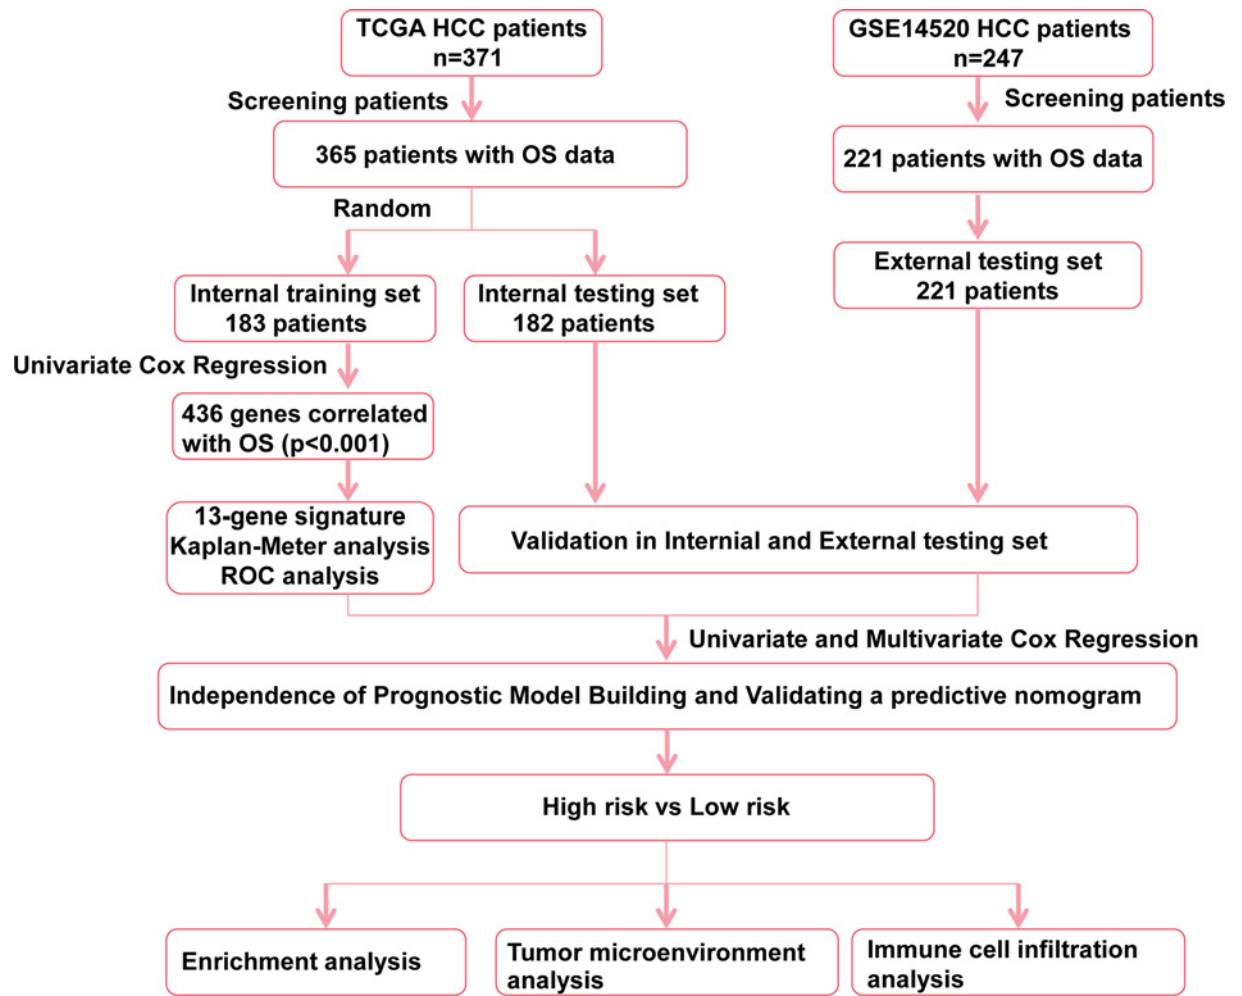 TCGA HCC patients
n=371
GSE14520 HCC patients
n=247
Screening patients
Screening patients
365 patients with OS data
221 patients with OS data
Random
External testing set
221 patients
Internal training set
183 patients
Internal testing set
182 patients
Univariate Cox Regression
436 genes correlated
with OS (p<0.001)
13-gene signature
Kaplan-Meter analysis
ROC analysis
Validation in Internial and External testing set
Univariate and Multivariate Cox Regression
Independence of Prognostic Model Building and Validating a predictive nomogram
High risk vs Low risk
Enrichment analysis
Tumor microenvironment
analysis
Immune cell infiltration
analysis